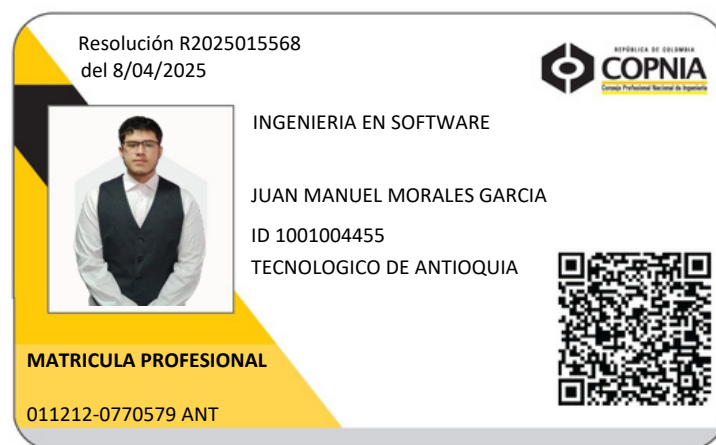 Resolución R2025015568
del 8/04/2025
REPÚBLICA DE COLOMBIA
COPNIA
Consejo Profesional Nacional de Ingeniería
INGENIERIA EN SOFTWARE
JUAN MANUEL MORALES GARCIA
ID 1001004455
TECNOLOGICO DE ANTIOQUIA
MATRICULA PROFESIONAL
011212-0770579 ANT